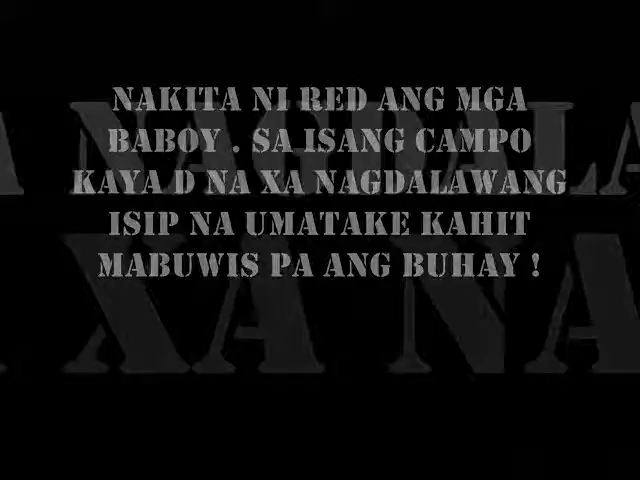 NAKITA NI RED ANG MGA
BABOY . SA ISANG CAMPO
KAYA D NA XA NAGDALAWANG
ISIP NA UMATAKE KAHIT
MABUWIS PA ANG BUHAY !